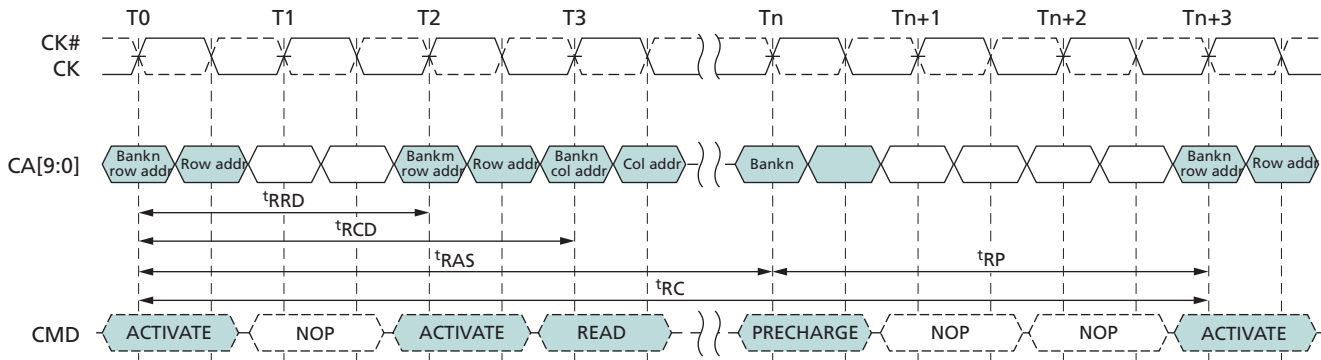 T0 T1 T2 T3 Tn Tn+1 Tn+2 Tn+3
CK#
CK
CA[9:0]
Bankn
row addr
Row addr
Bankm
row addr
Row addr
Bankn
col addr
Col addr
Bankn
Bankn
row addr
Row addr
tRRD
tRCD
tRAS
tRP
tRC
CMD ACTIVATE NOP ACTIVATE READ PRECHARGE NOP NOP ACTIVATE